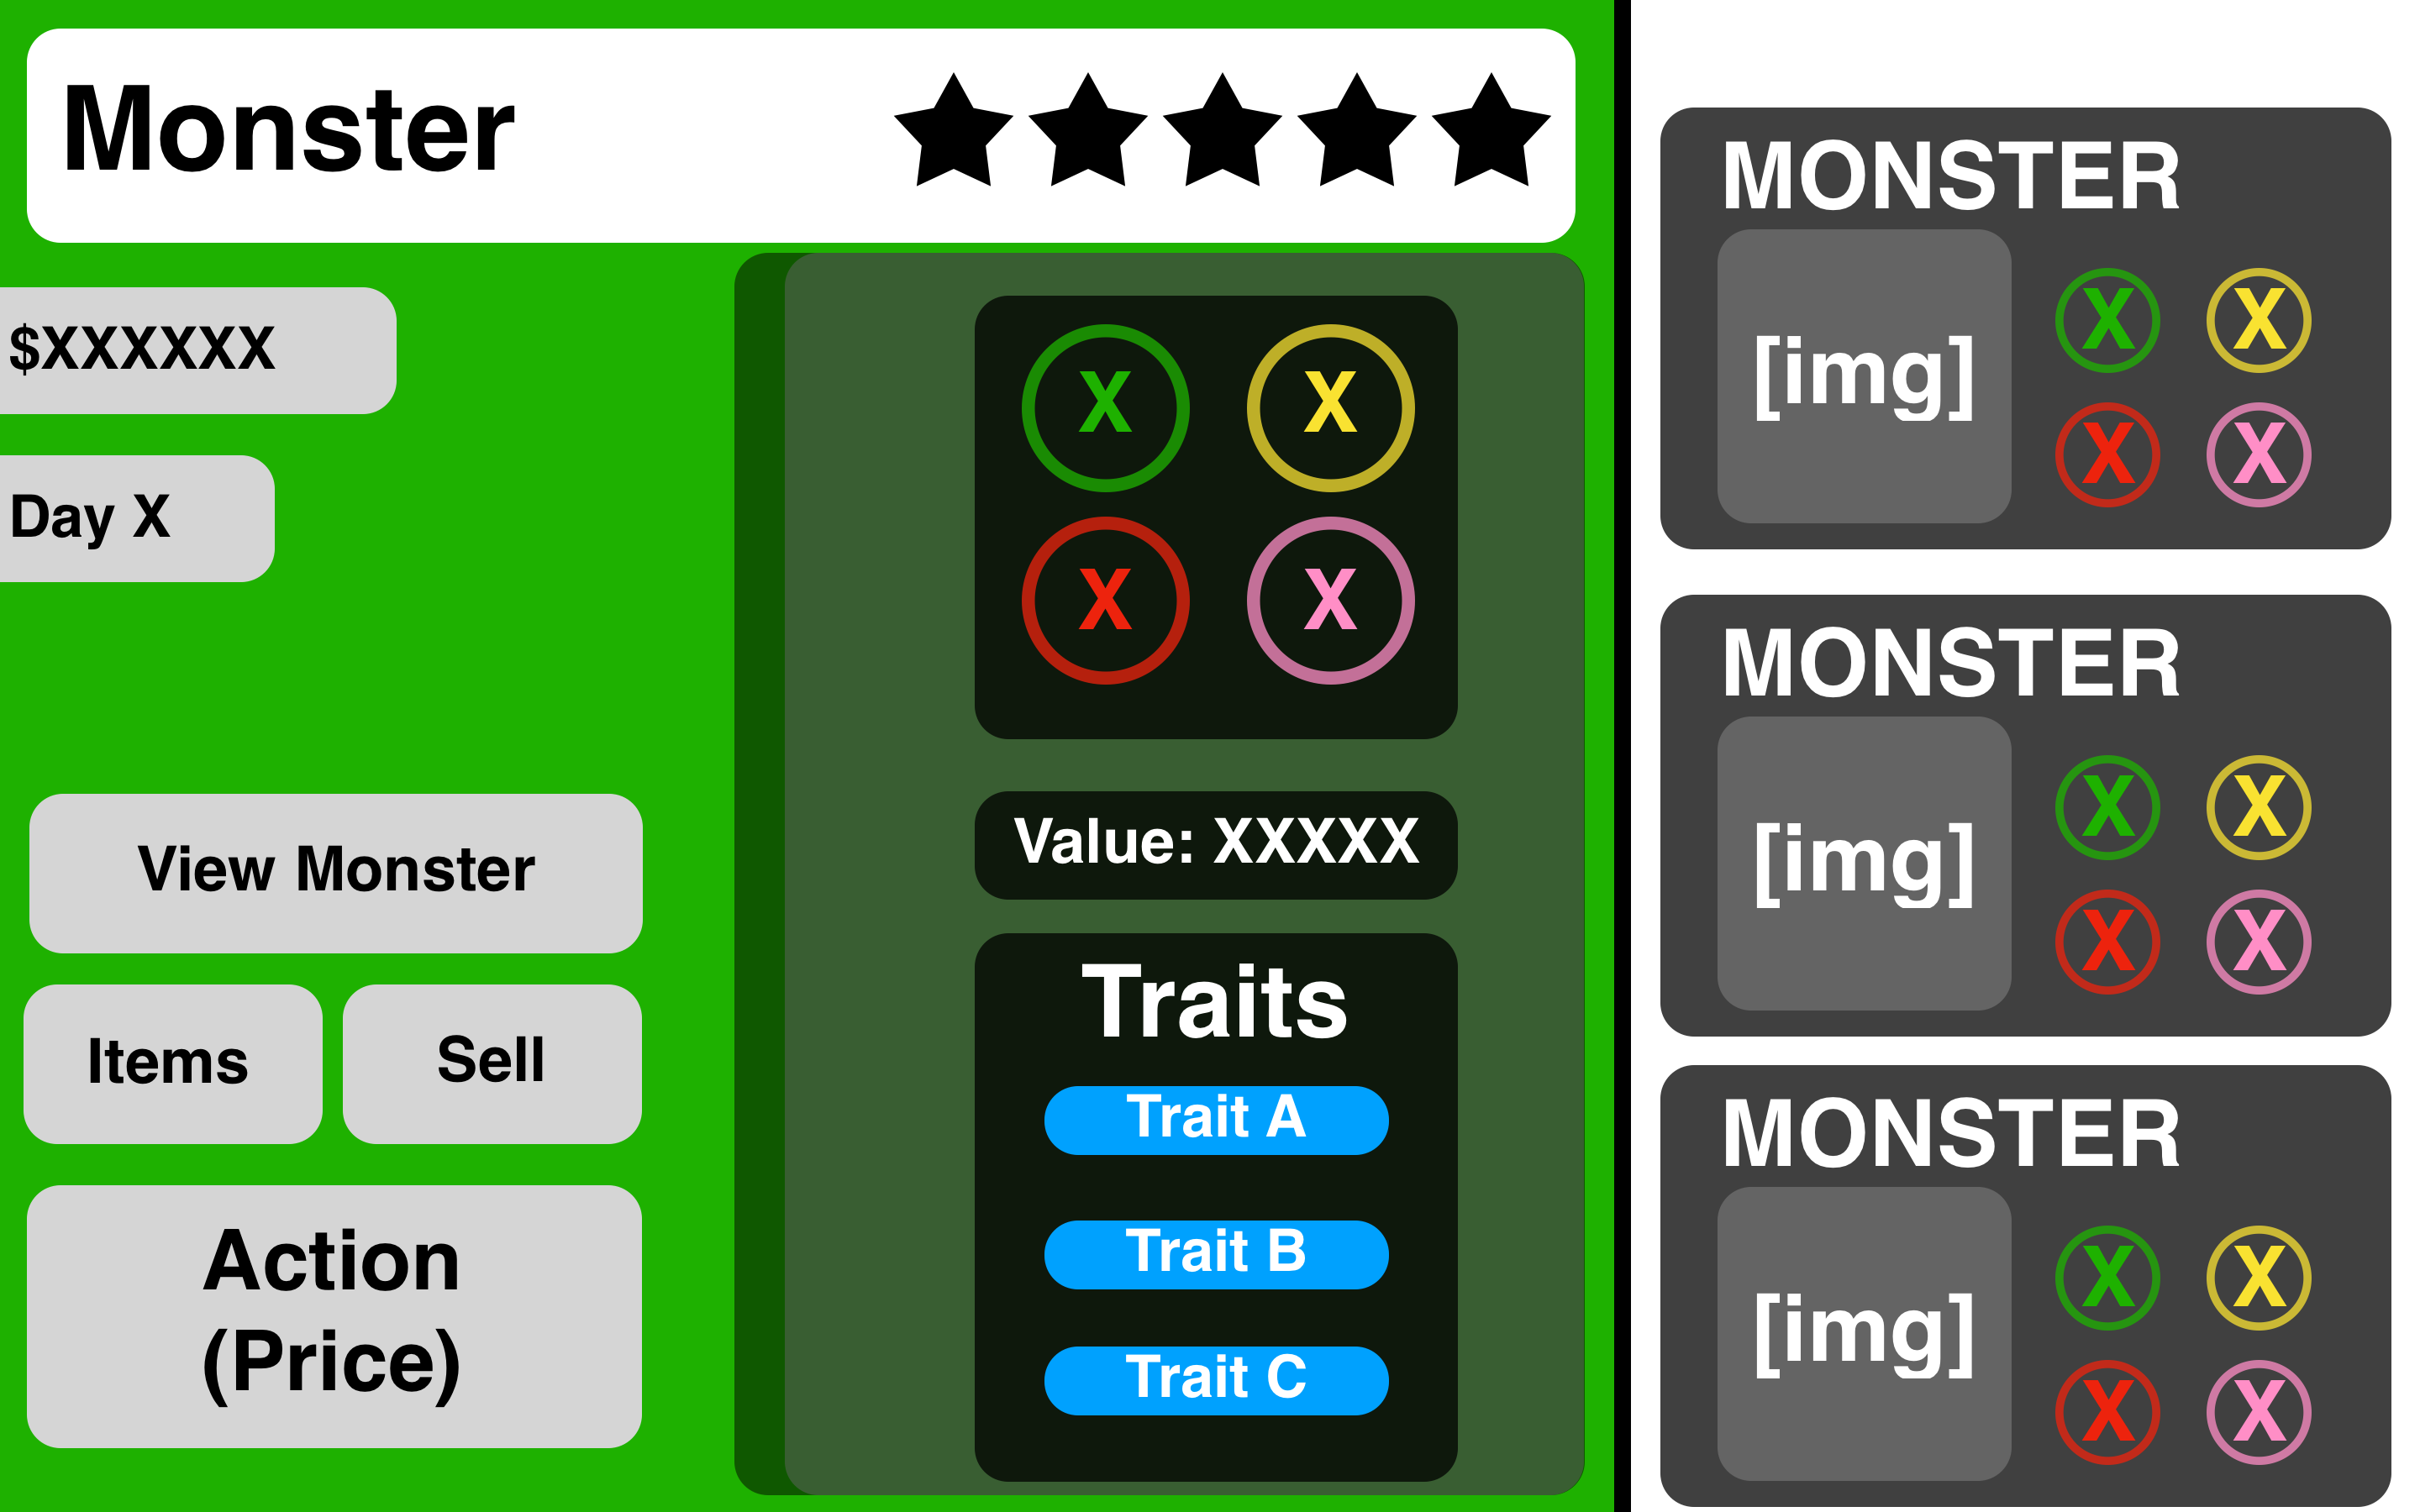 Monster
$XXXXXX
Day X
View Monster
Items
Sell
Action
(Price)
X X
X X
Value: XXXXX
Traits
Trait A
Trait B
Trait C
MONSTER
[img]
X X
X X
MONSTER
[img]
X X
X X
MONSTER
[img]
X X
X X